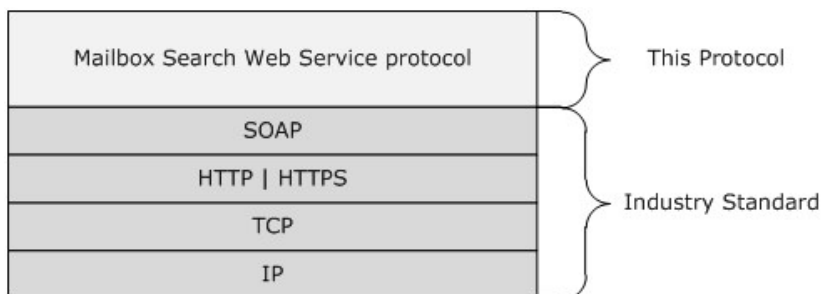 Mailbox Search Web Service protocol
This Protocol
SOAP
HTTP | HTTPS
Industry Standard
TCP
IP